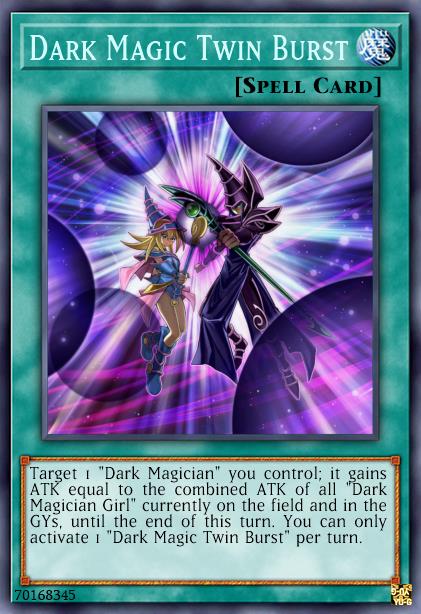 Dark Magic Twin Burst
魔
[Spell Card]
Target 1 "Dark Magician" you control; it gains
ATK equal to the combined ATK of all "Dark
Magician Girl" currently on the field and in the
GYs, until the end of this turn. You can only
activate 1 "Dark Magic Twin Burst" per turn.
70168345